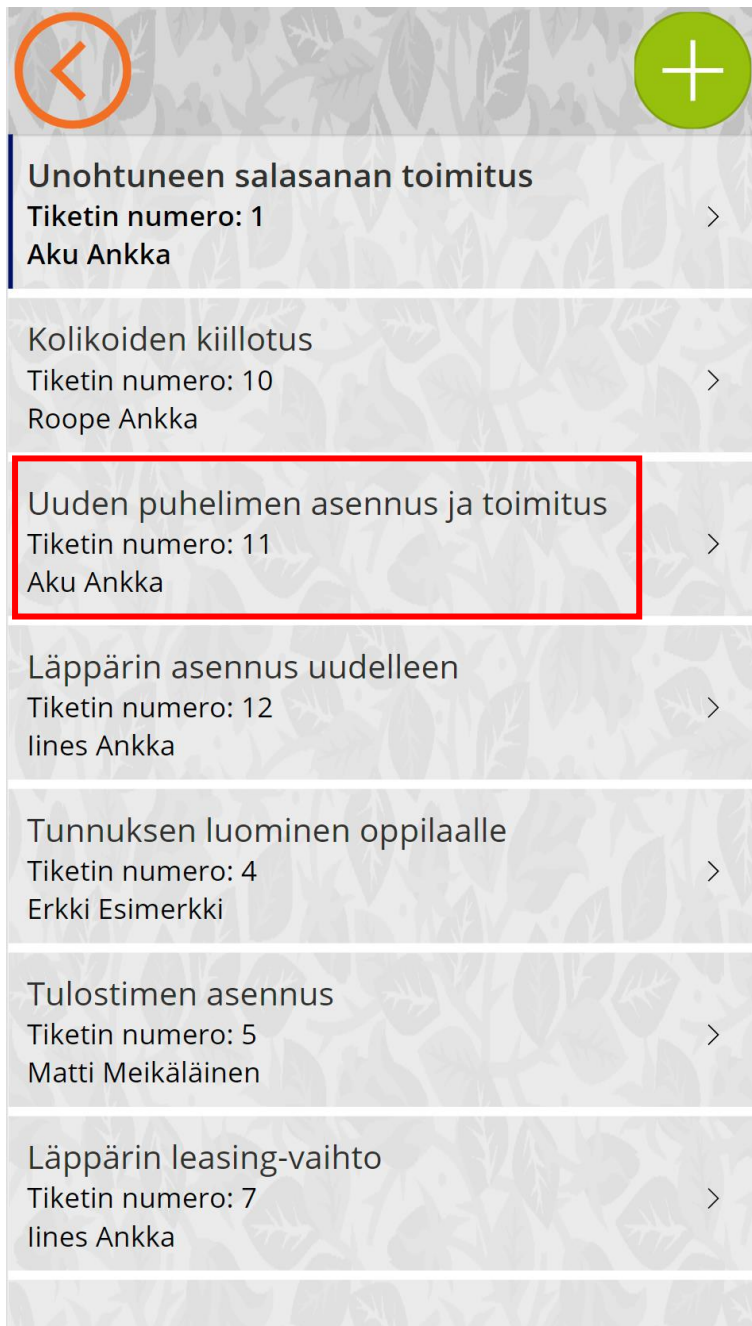 Unohtuneen salasanan toimitus
Tiketin numero: 1
Aku Ankka
Kolikoiden kiillotus
Tiketin numero: 10
Roope Ankka
Uuden puhelimen asennus ja toimitus
Tiketin numero: 11
Aku Ankka
Läppärin asennus uudelleen
Tiketin numero: 12
Iines Ankka
Tunnuksen luominen oppilaalle
Tiketin numero: 4
Erkki Esimerkki
Tulostimen asennus
Tiketin numero: 5
Matti Meikäläinen
Läppärin leasing-vaihto
Tiketin numero: 7
Iines Ankka